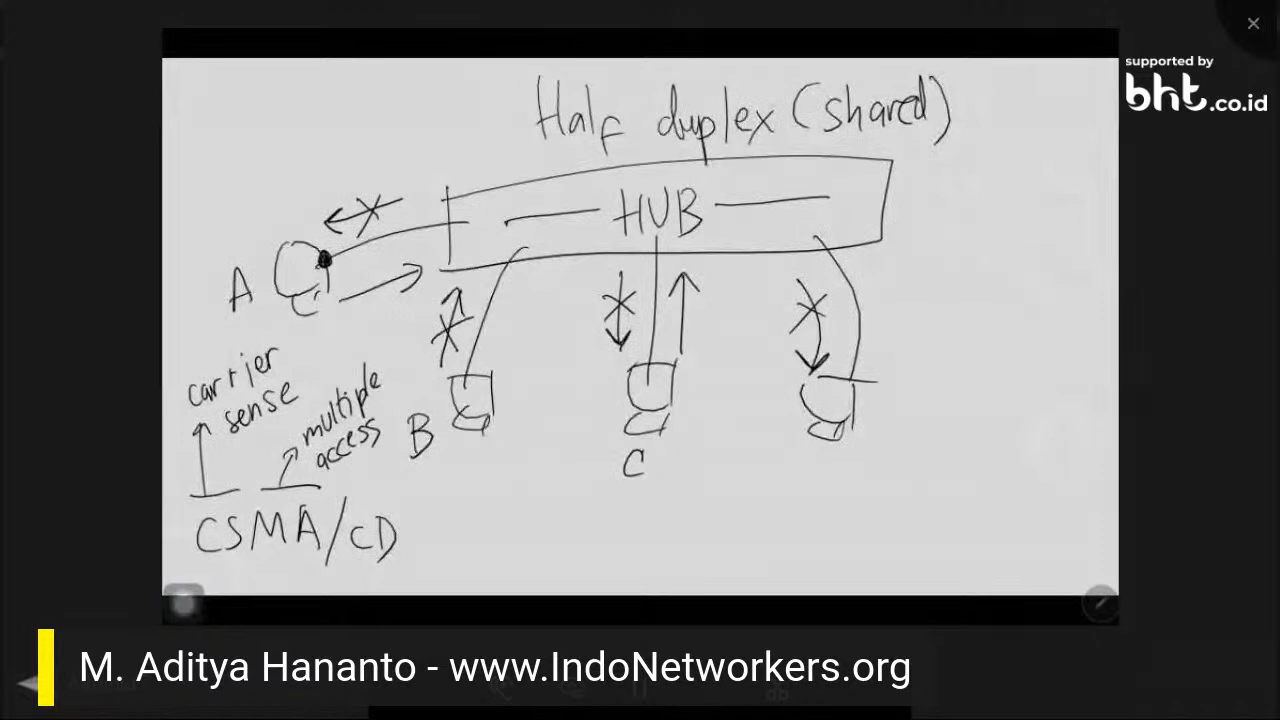 supported by
bht.co.id
Half duplex (shared)
HUB
A
carrier
sense
multiple
access
B
C
CSMA/CD
M. Aditya Hananto - www.IndoNetworkers.org